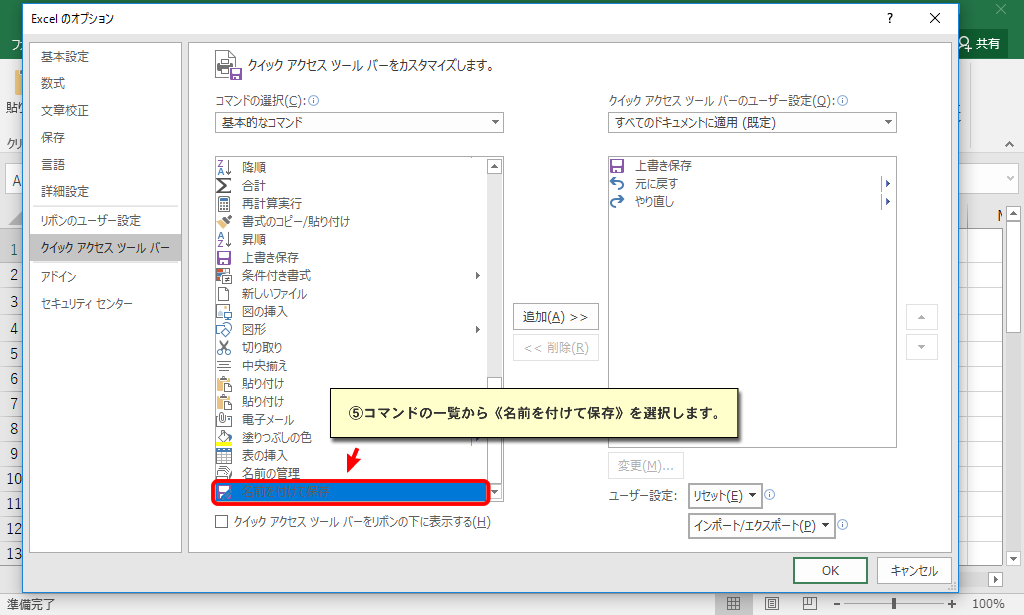 Excel のオプション
?
共有
基本設定
数式
文章校正
保存
言語
詳細設定
リボンのユーザー設定
クイック アクセス ツール バー
アドイン
セキュリティ センター
クイック アクセス ツール バーをカスタマイズします。
コマンドの選択(C):
基本的なコマンド
降順
合計
再計算実行
書式のコピー/貼り付け
昇順
上書き保存
条件付き書式
新しいファイル
図の挿入
図形
切り取り
中央揃え
貼り付け
貼り付け
電子メール
塗りつぶしの色
表の挿入
名前の管理
クイック アクセス ツール バーをリボンの下に表示する(H)
追加(A) >>
<< 削除(R)
クイック アクセス ツール バーのユーザー設定(Q):
すべてのドキュメントに適用 (既定)
上書き保存
元に戻す
やり直し
⑤コマンドの一覧から《名前を付けて保存》を選択します。
変更(M)...
ユーザー設定:
リセット(E)
インポート/エクスポート(P)
OK
キャンセル
A
1
2
3
4
5
6
7
8
9
10
11
12
13
準備完了
100%